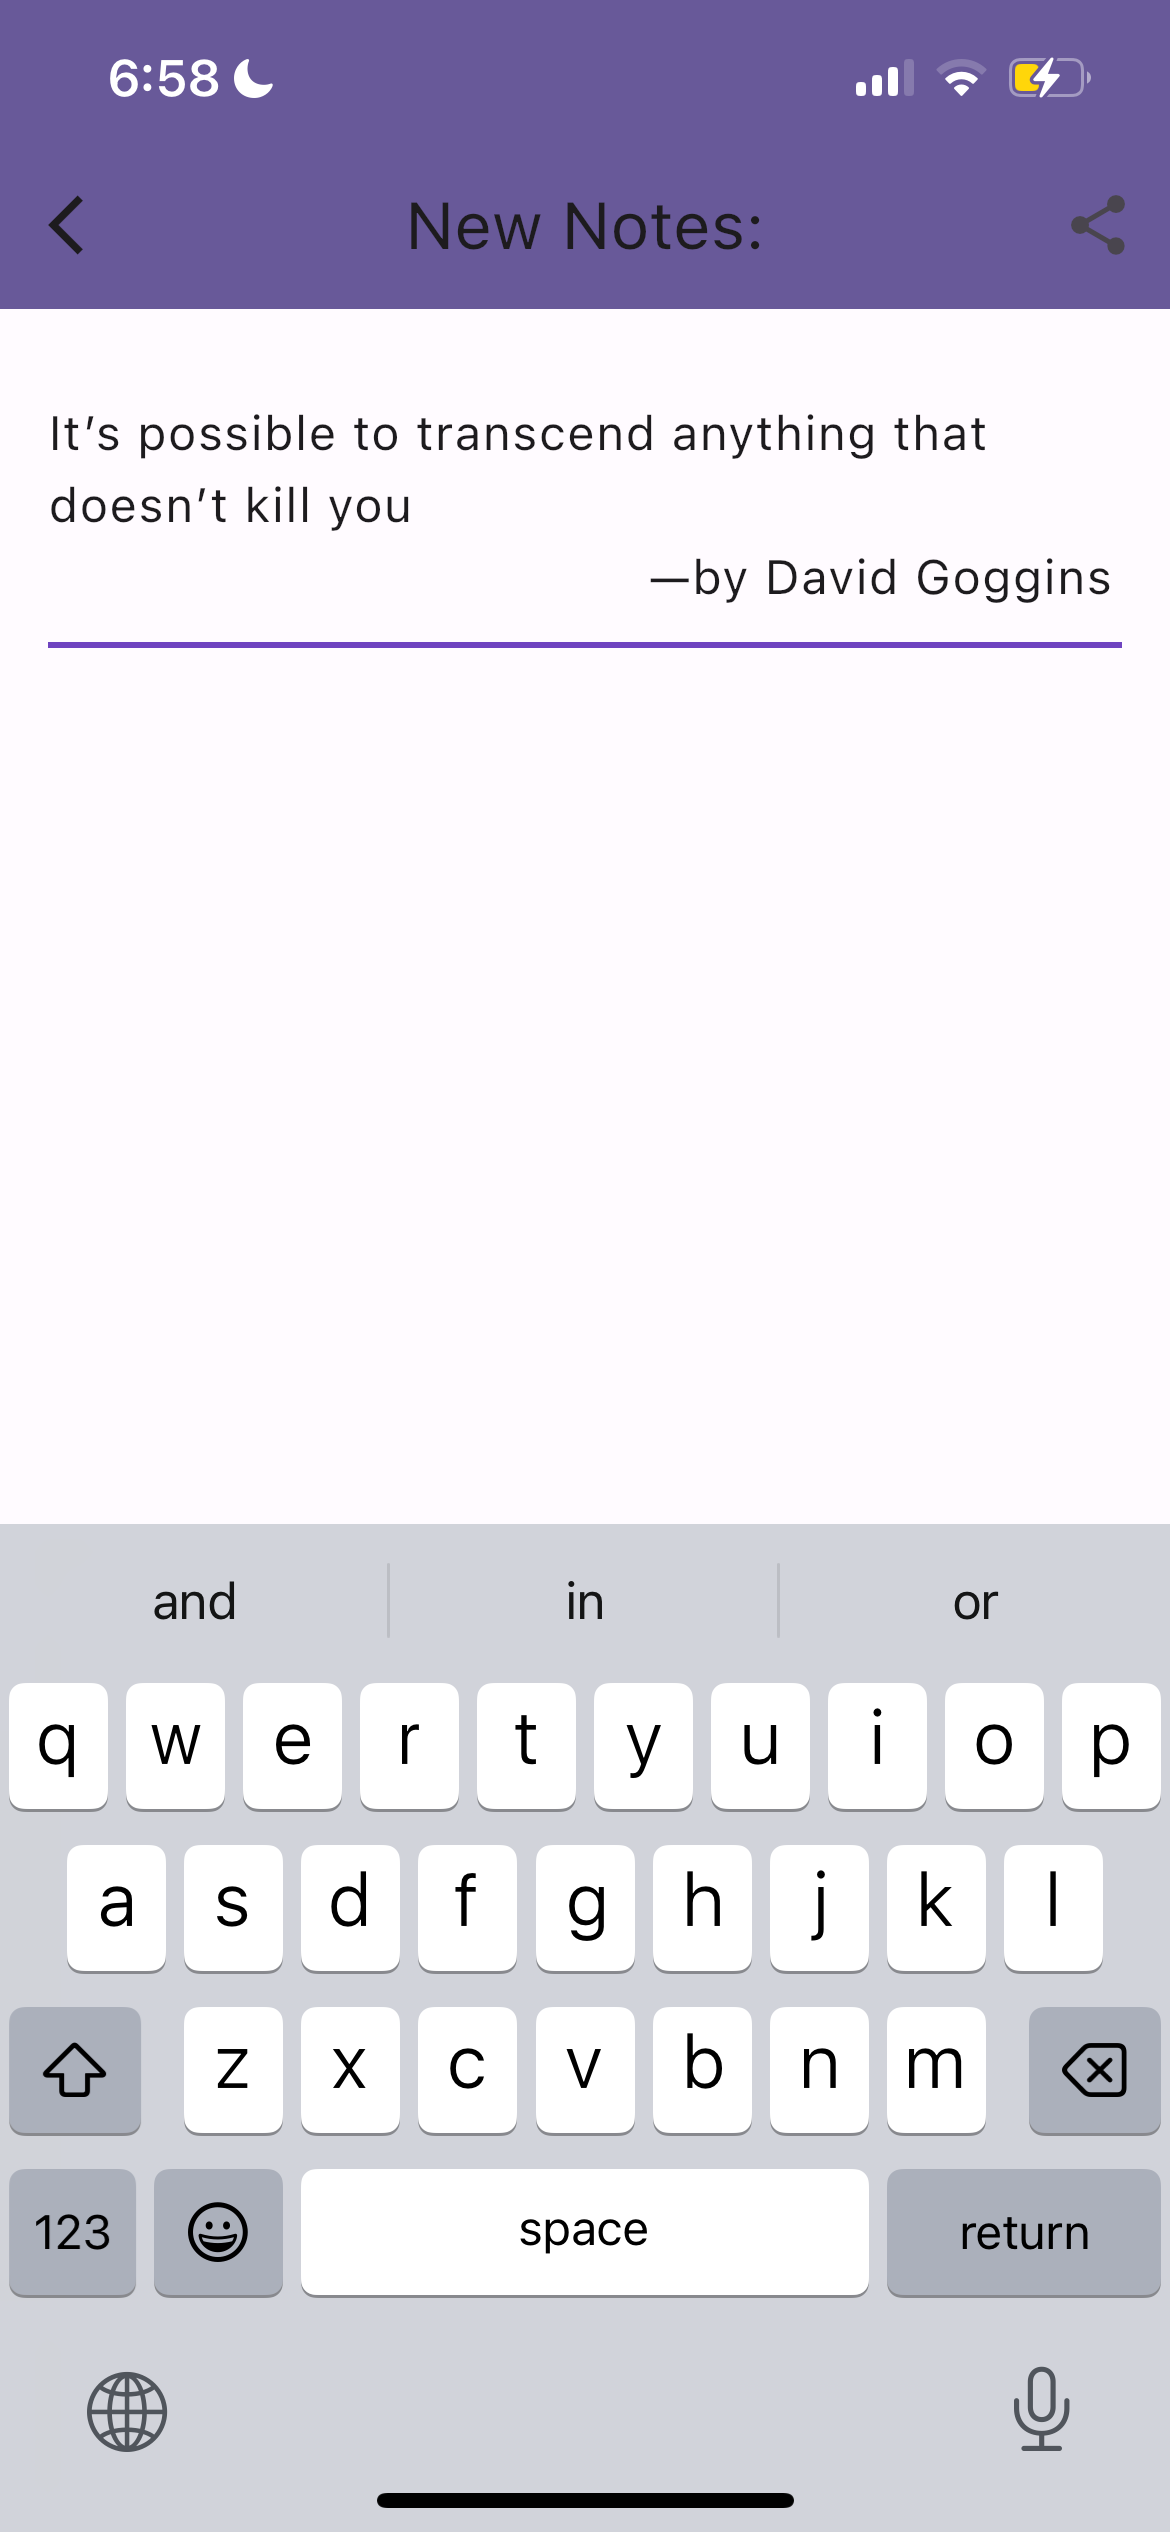 6:58
New Notes:
It’s possible to transcend anything that
doesn’t kill you
—by David Goggins
and in or
q w e r t y u i o p
a s d f g h j k l
z x c v b n m
123 space return